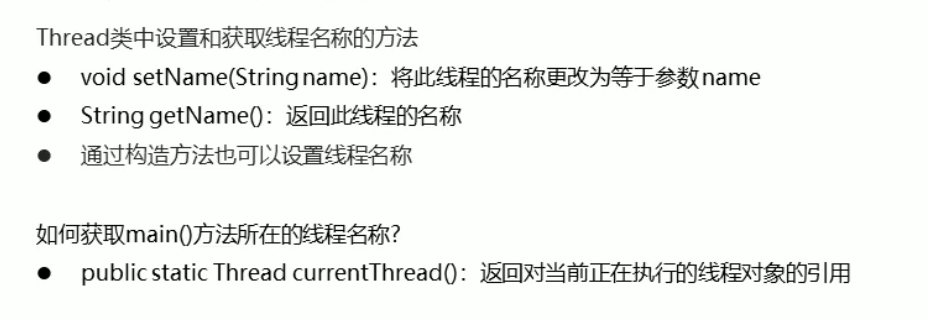 Thread类中设置和获取线程名称的方法
● void setName(String name)：将此线程的名称更改为等于参数name
● String getName()：返回此线程的名称
● 通过构造方法也可以设置线程名称
如何获取main()方法所在的线程名称?
● public static Thread currentThread()：返回对当前正在执行的线程对象的引用